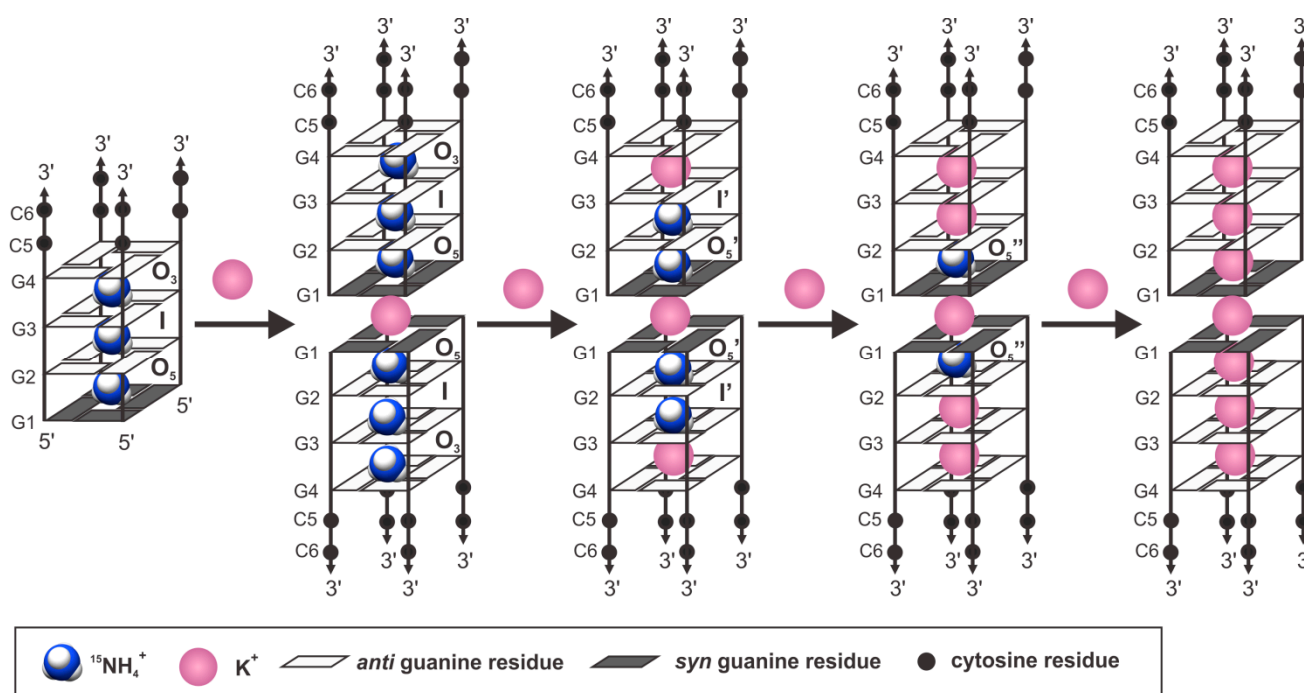 3' 3'
3' 3'
C6
C5
O₃
G4
I
G3
O₅
G2
5'
G1
5' 5'
3' 3'
3' 3'
C6
C5
G4 O₃
G3 I
G2 O₅
G1
G1 O₅
G2 I
G3 O₃
G4
C5
C6 3'
3' 3'
3' 3'
3' 3'
C6
C5
G4
G3 I'
G2 O₅'
G1
G1 O₅'
G2 I'
G3
G4
C5
C6 3'
3' 3'
3' 3'
3' 3'
C6
C5
G4
G3
G2 O₅''
G1
G1 O₅''
G2
G3
G4
C5
C6 3'
3' 3'
3' 3'
3' 3'
C6
C5
G4
G3
G2
G1
G1
G2
G3
G4
C5
C6 3'
3' 3'
¹⁵NH₄⁺ K⁺ anti guanine residue syn guanine residue cytosine residue